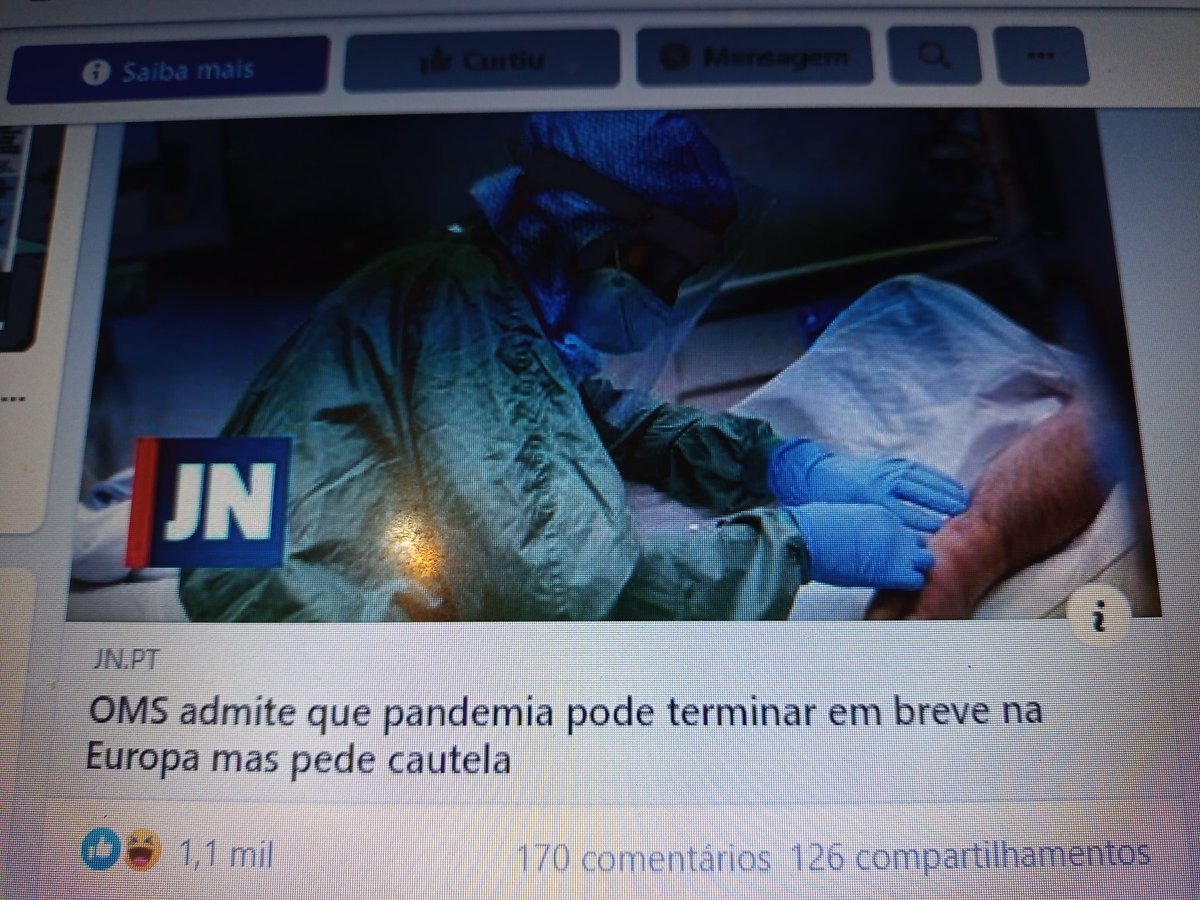 Saiba mais
Curtiu
Mensagem
...
...
JN
i
JN.PT
OMS admite que pandemia pode terminar em breve na
Europa mas pede cautela
1,1 mil
170 comentários 126 compartilhamentos